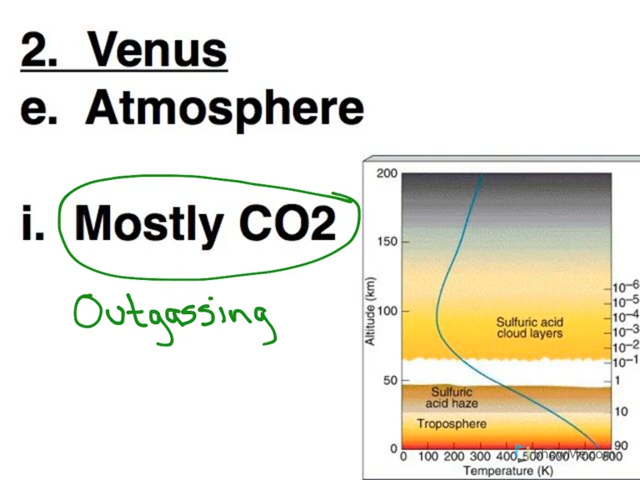 2. Venus
e. Atmosphere
i. Mostly CO2
Outgassing
200
150
100
50
0
Altitude (km)
Sulfuric acid
cloud layers
Sulfuric
acid haze
Troposphere
10–6
10–5
10–4
10–3
10–2
10–1
1
10
90
0 100 200 300 400 500 600 700 800
Temperature (K)